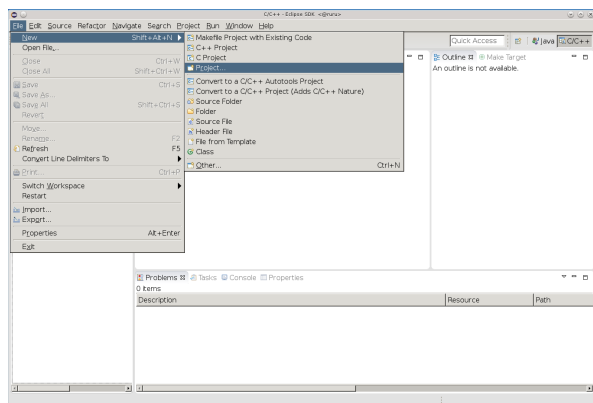 C/C++ - Eclipse SDK <@ruru>
File Edit Source Refactor Navigate Search Project Run Window Help
New Shift+Alt+N
Open File...
Close Ctrl+W
Close All Shift+Ctrl+W
Save Ctrl+S
Save As...
Save All Shift+Ctrl+S
Revert
Move...
Rename... F2
Refresh F5
Convert Line Delimiters To
Print... Ctrl+P
Switch Workspace
Restart
Import...
Export...
Properties Alt+Enter
Exit
Makefile Project with Existing Code
C++ Project
C Project
Project...
Convert to a C/C++ Autotools Project
Convert to a C/C++ Project (Adds C/C++ Nature)
Source Folder
Folder
Source File
Header File
File from Template
Class
Other... Ctrl+N
Quick Access Java C/C++
Outline Make Target
An outline is not available.
Problems Tasks Console Properties
0 items
Description Resource Path